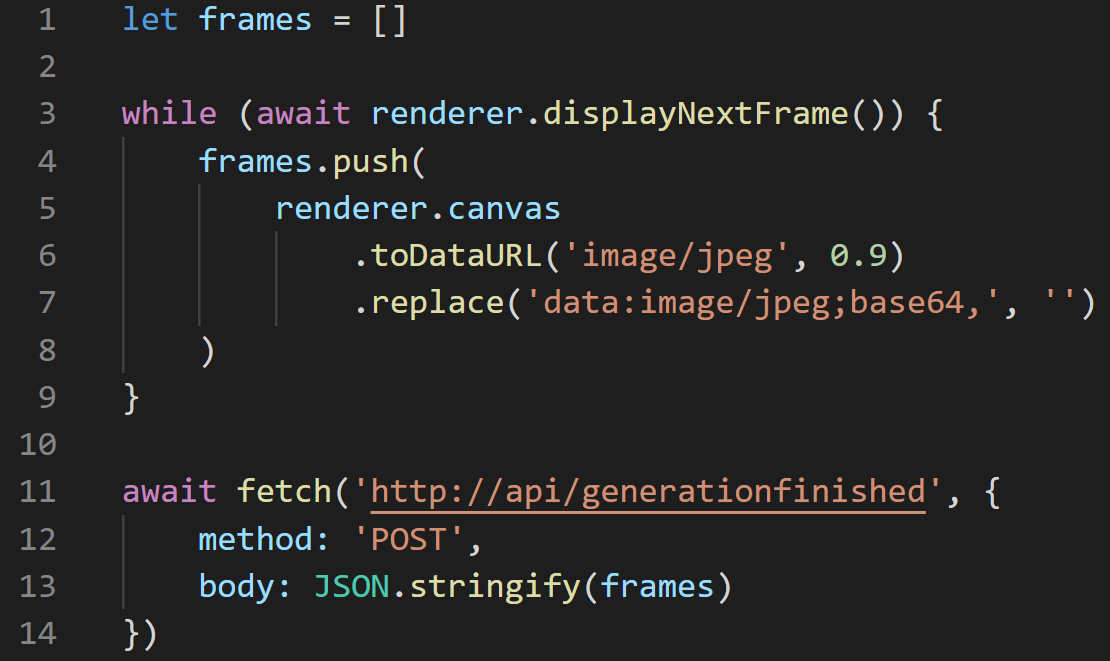 1 let frames = []
2
3 while (await renderer.displayNextFrame()) {
4     frames.push(
5         renderer.canvas
6             .toDataURL('image/jpeg', 0.9)
7             .replace('data:image/jpeg;base64,', '')
8     )
9 }
10
11 await fetch('http://api/generationfinished', {
12     method: 'POST',
13     body: JSON.stringify(frames)
14 })